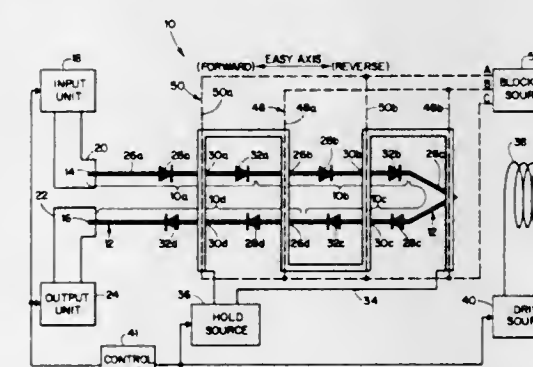 10
(FORWARD) EASY AXIS (REVERSE)
18
INPUT UNIT
50
50a
48
48a
50b
48b
A
B
C
BLOCK
SOUR
20
14
26a
28a
30a
32a
26b
28b
30b
32b
26c
38
10a
10d
10b
10c
22
16
12
32d
30d
28d
26d
32c
30c
28c
12
OUTPUT UNIT
24
36
HOLD SOURCE
34
40
DRI
SOUR
41
CONTROL